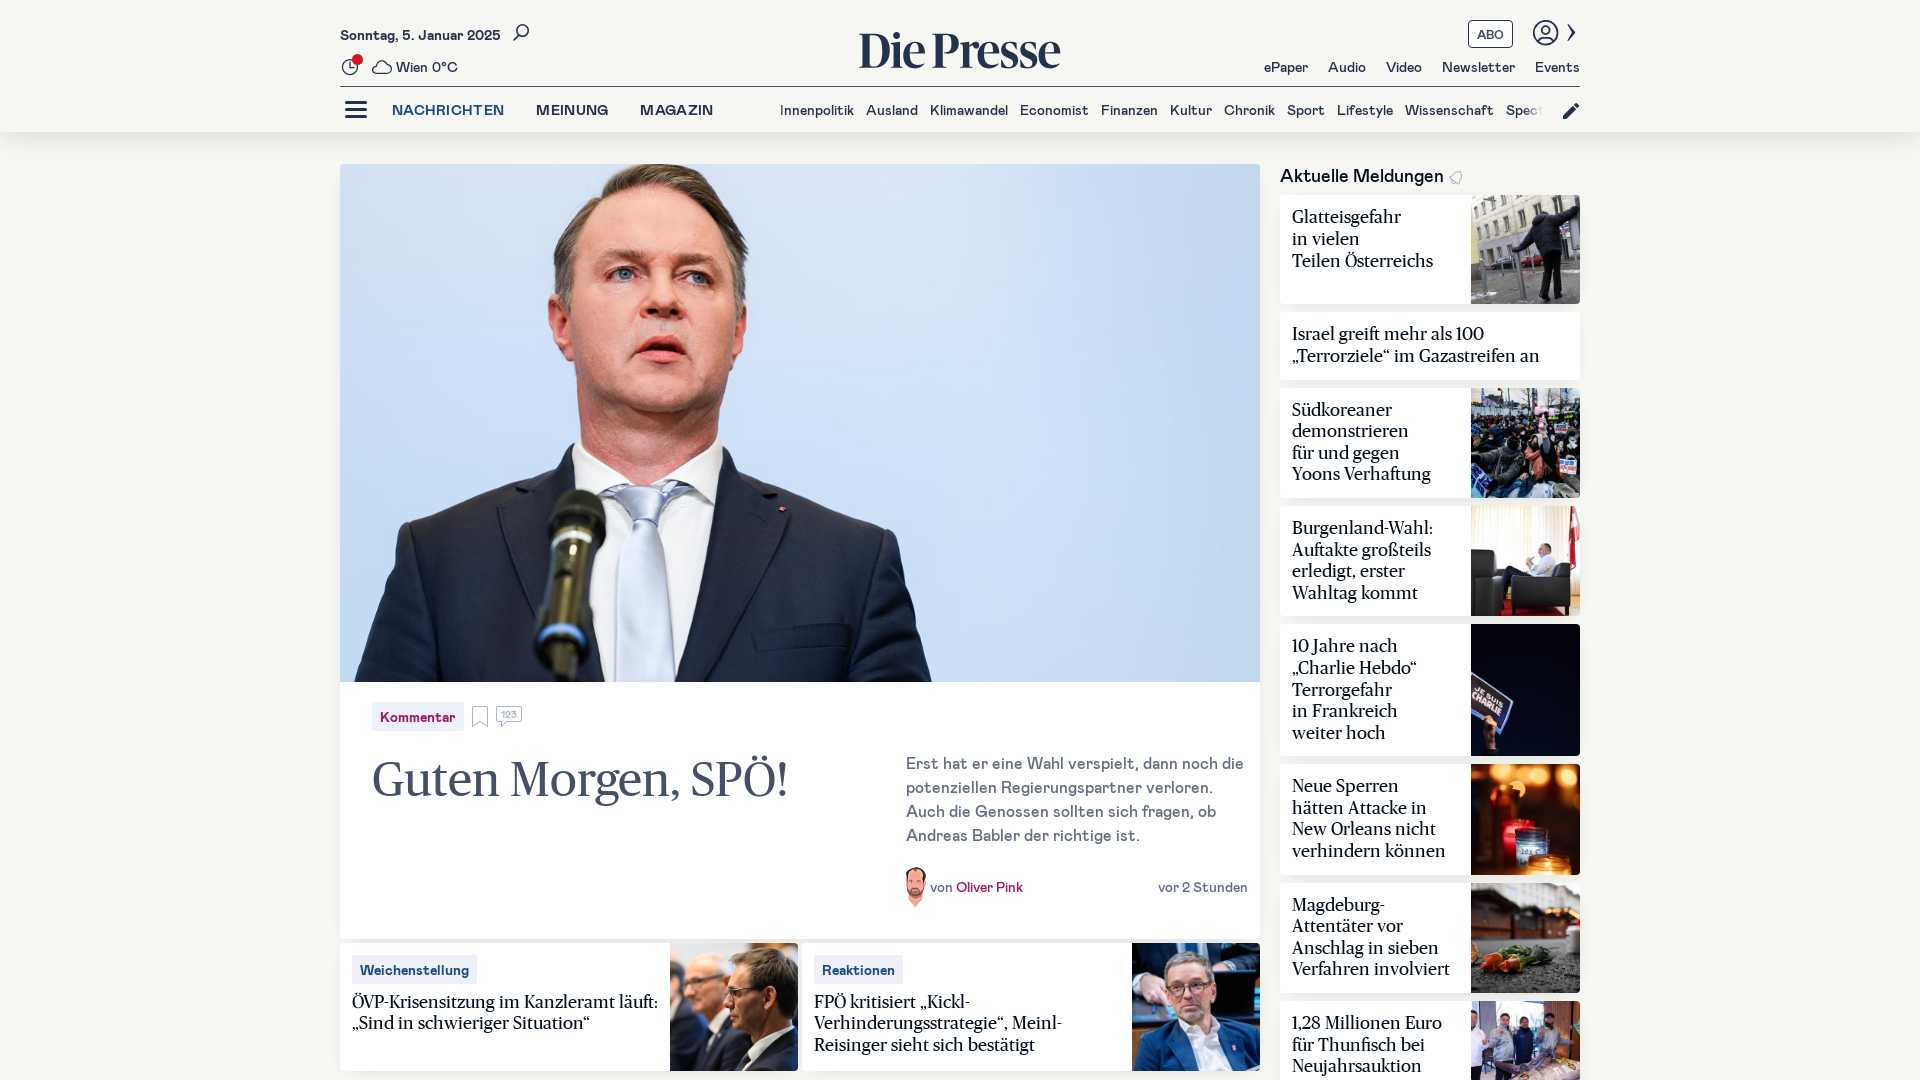 Sonntag, 5. Januar 2025
Wien 0°C
Die Presse
ABO
ePaper Audio Video Newsletter Events
NACHRICHTEN MEINUNG MAGAZIN
Innenpolitik Ausland Klimawandel Economist Finanzen Kultur Chronik Sport Lifestyle Wissenschaft Spect
Kommentar
123
Guten Morgen, SPÖ!
Erst hat er eine Wahl verspielt, dann noch die
potenziellen Regierungspartner verloren.
Auch die Genossen sollten sich fragen, ob
Andreas Babler der richtige ist.
von Oliver Pink
vor 2 Stunden
Weichenstellung
ÖVP-Krisensitzung im Kanzleramt läuft:
„Sind in schwieriger Situation“
Reaktionen
FPÖ kritisiert „Kickl-
Verhinderungsstrategie“, Meinl-
Reisinger sieht sich bestätigt
Aktuelle Meldungen
Glatteisgefahr
in vielen
Teilen Österreichs
Israel greift mehr als 100
„Terrorziele“ im Gazastreifen an
Südkoreaner
demonstrieren
für und gegen
Yoons Verhaftung
Burgenland-Wahl:
Auftakte großteils
erledigt, erster
Wahltag kommt
10 Jahre nach
„Charlie Hebdo“
Terrorgefahr
in Frankreich
weiter hoch
JE SUIS
CHARLIE
Neue Sperren
hätten Attacke in
New Orleans nicht
verhindern können
Magdeburg-
Attentäter vor
Anschlag in sieben
Verfahren involviert
1,28 Millionen Euro
für Thunfisch bei
Neujahrsauktion